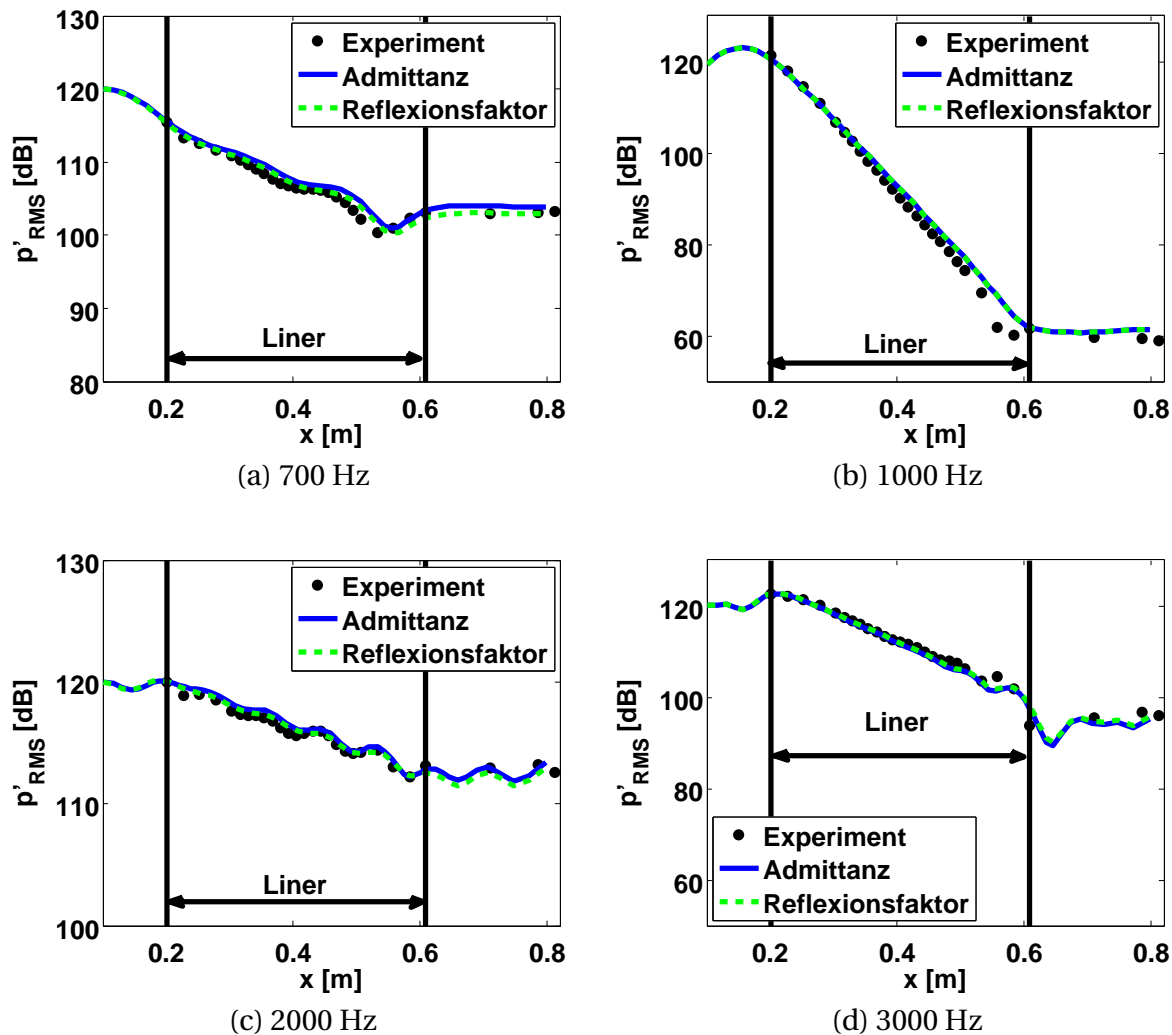 130
120
110
100
90
80
p'RMS [dB]
Experiment
Admittanz
Reflexionsfaktor
Liner
0.2 0.4 0.6 0.8
x [m]
(a) 700 Hz
120
100
80
60
p'RMS [dB]
Experiment
Admittanz
Reflexionsfaktor
Liner
0.2 0.4 0.6 0.8
x [m]
(b) 1000 Hz
130
120
110
100
p'RMS [dB]
Experiment
Admittanz
Reflexionsfaktor
Liner
0.2 0.4 0.6 0.8
x [m]
(c) 2000 Hz
120
100
80
60
p'RMS [dB]
Liner
Experiment
Admittanz
Reflexionsfaktor
0.2 0.4 0.6 0.8
x [m]
(d) 3000 Hz